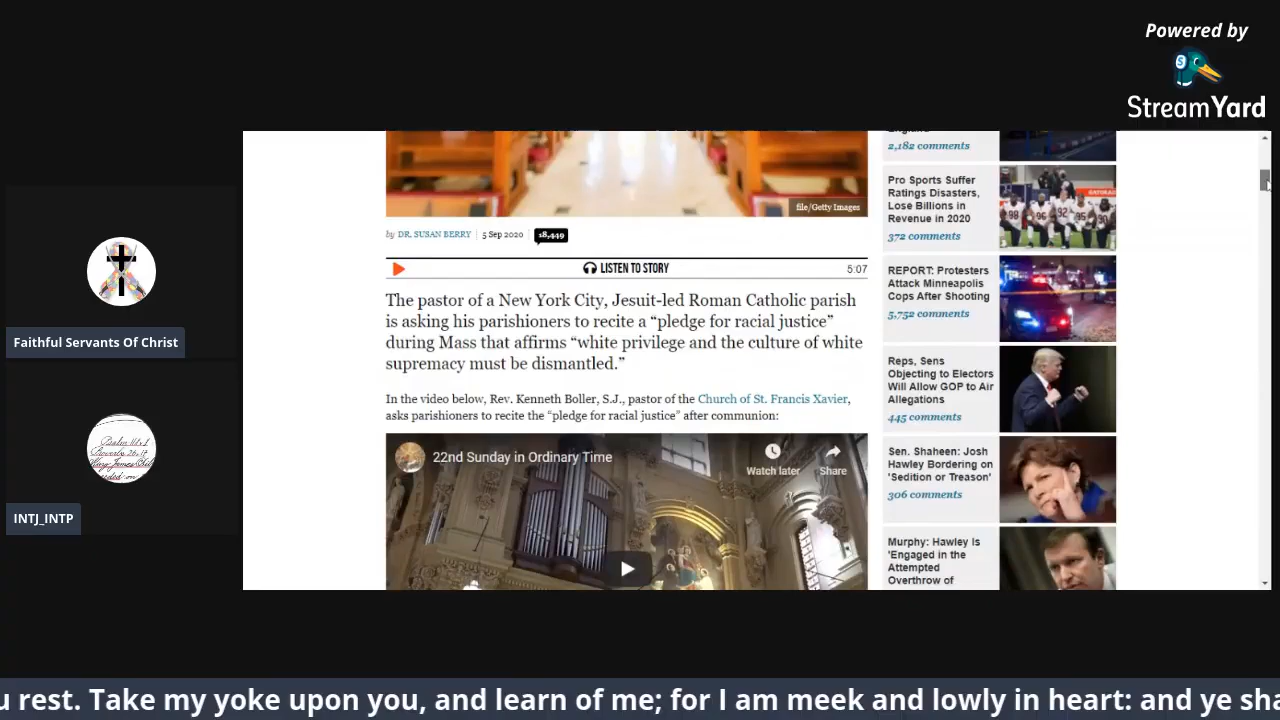 Powered by
StreamYard
2,182 comments
file/Getty Images
Pro Sports Suffer
Ratings Disasters,
Lose Billions in
Revenue in 2020
372 comments
by DR. SUSAN BERRY | 5 Sep 2020 | 18,449
LISTEN TO STORY
5:07
REPORT: Protesters
Attack Minneapolis
Cops After Shooting
5,752 comments
The pastor of a New York City, Jesuit-led Roman Catholic parish
is asking his parishioners to recite a “pledge for racial justice”
during Mass that affirms “white privilege and the culture of white
supremacy must be dismantled.”
Faithful Servants Of Christ
Reps, Sens
Objecting to Electors
Will Allow GOP to Air
Allegations
445 comments
In the video below, Rev. Kenneth Boller, S.J., pastor of the Church of St. Francis Xavier,
asks parishioners to recite the “pledge for racial justice” after communion:
22nd Sunday in Ordinary Time
Watch later
Share
Sen. Shaheen: Josh
Hawley Bordering on
'Sedition or Treason'
306 comments
INTJ_INTP
Murphy: Hawley Is
'Engaged in the
Attempted
Overthrow of
u rest. Take my yoke upon you, and learn of me; for I am meek and lowly in heart: and ye sha